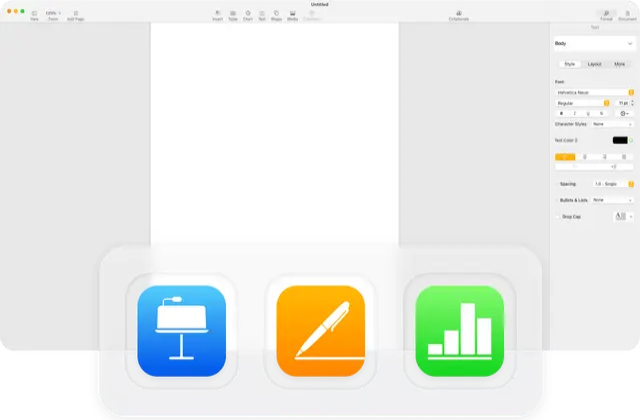 Untitled
View
Zoom
Add Page
Insert
Table
Chart
Text
Shape
Media
Comment
Collaborate
Format
Document
Text
Body
Style
Layout
More
Font
Helvetica Neue
Regular
11 pt
B I U S
Character Styles
None
Text Color
Spacing
1.0 - Single
Bullets & Lists
None
Drop Cap